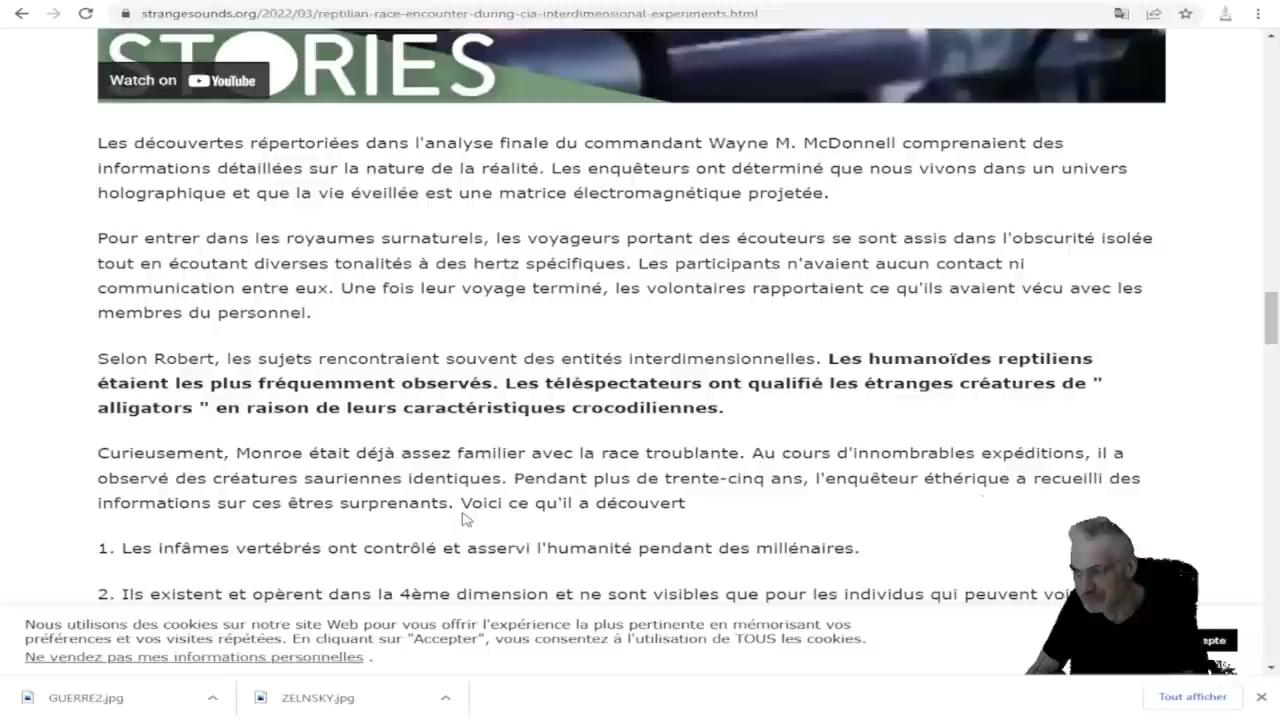 strangesounds.org/2022/03/reptilian-race-encounter-during-cia-interdimensional-experiments.html
STORIES
Watch on YouTube
Les découvertes répertoriées dans l'analyse finale du commandant Wayne M. McDonnell comprenaient des
informations détaillées sur la nature de la réalité. Les enquêteurs ont déterminé que nous vivons dans un univers
holographique et que la vie éveillée est une matrice électromagnétique projetée.
Pour entrer dans les royaumes surnaturels, les voyageurs portant des écouteurs se sont assis dans l'obscurité isolée
tout en écoutant diverses tonalités à des hertz spécifiques. Les participants n'avaient aucun contact ni
communication entre eux. Une fois leur voyage terminé, les volontaires rapportaient ce qu'ils avaient vécu avec les
membres du personnel.
Selon Robert, les sujets rencontraient souvent des entités interdimensionnelles. Les humanoïdes reptiliens
étaient les plus fréquemment observés. Les téléspectateurs ont qualifié les étranges créatures de "
alligators " en raison de leurs caractéristiques crocodiliennes.
Curieusement, Monroe était déjà assez familier avec la race troublante. Au cours d'innombrables expéditions, il a
observé des créatures sauriennes identiques. Pendant plus de trente-cinq ans, l'enquêteur éthérique a recueilli des
informations sur ces êtres surprenants. Voici ce qu'il a découvert
1. Les infâmes vertébrés ont contrôlé et asservi l'humanité pendant des millénaires.
2. Ils existent et opèrent dans la 4ème dimension et ne sont visibles que pour les individus qui peuvent
Nous utilisons des cookies sur notre site Web pour vous offrir l'expérience la plus pertinente en mémorisant vos
préférences et vos visites répétées. En cliquant sur "Accepter", vous consentez à l'utilisation de TOUS les cookies.
Ne vendez pas mes informations personnelles .
GUERRE2.jpg
ZELNSKY.jpg
Tout afficher